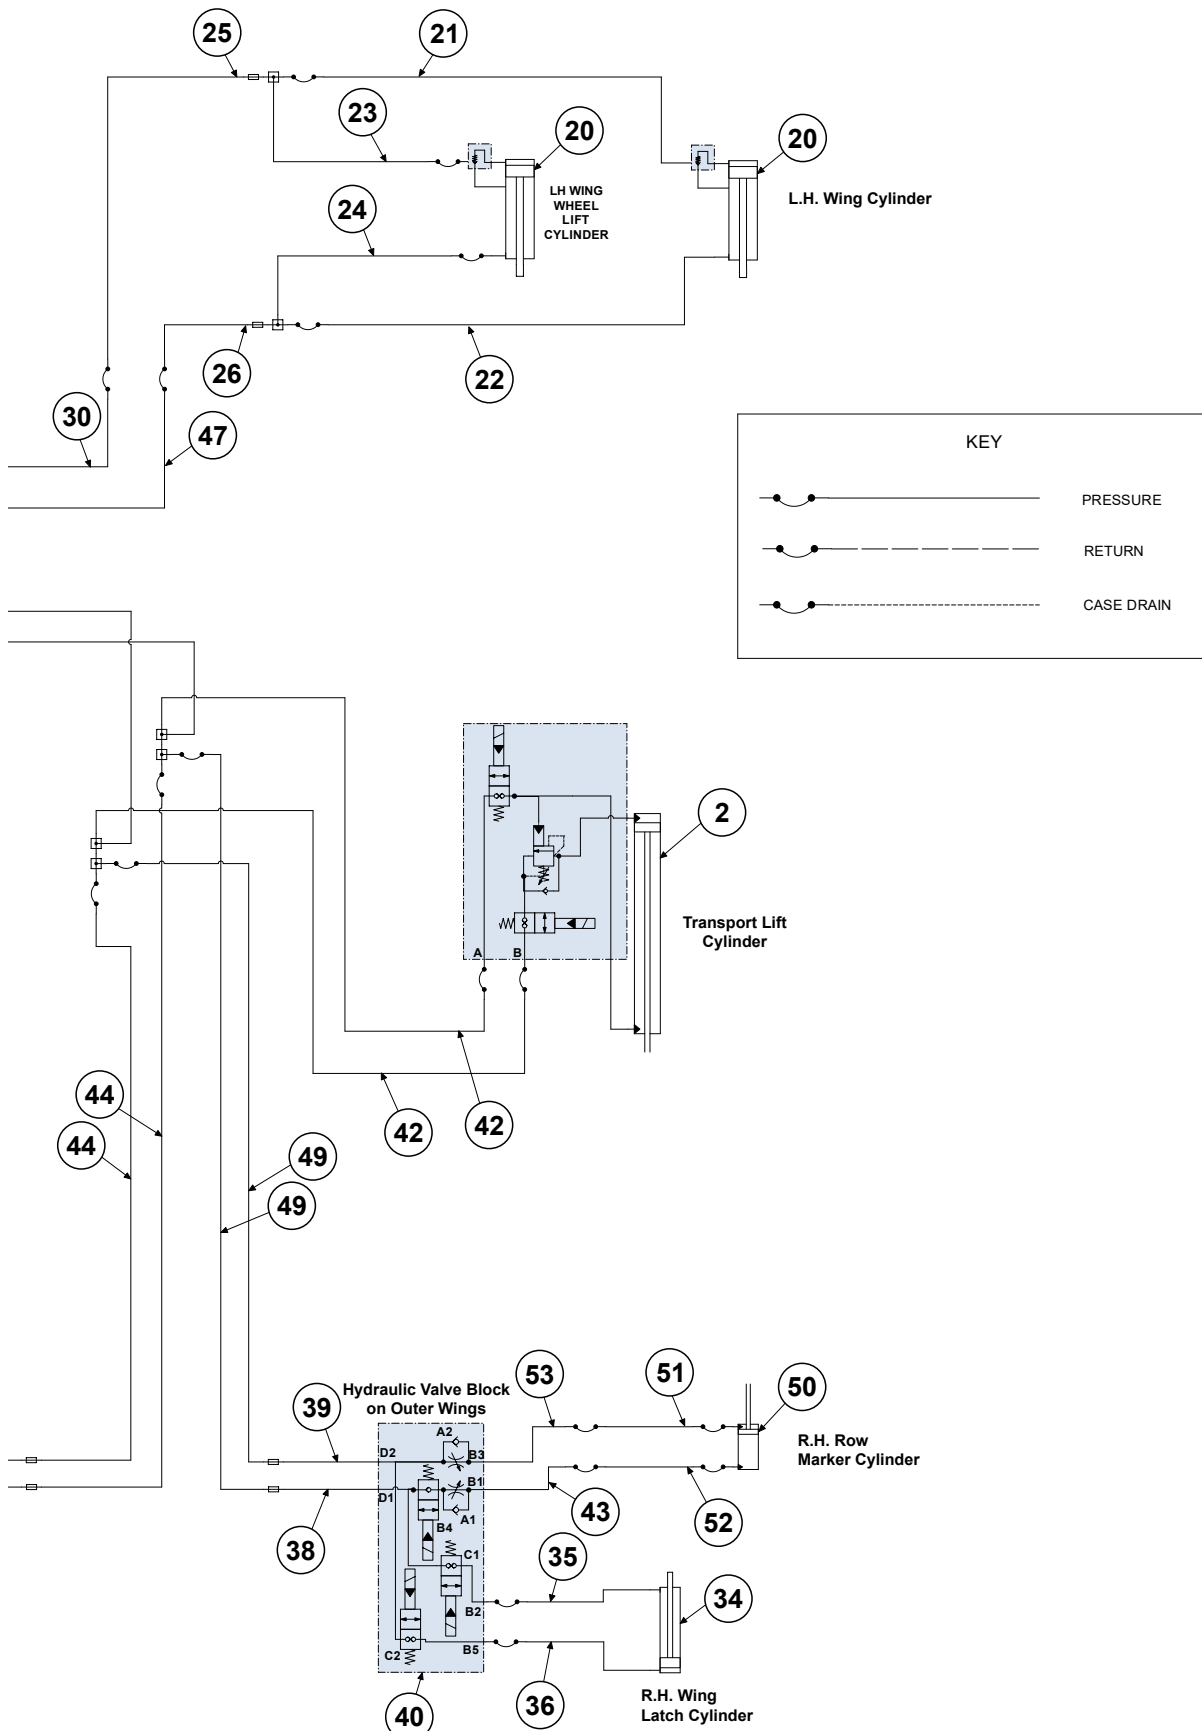 25
21
23
20
20
LH WING
WHEEL
LIFT
CYLINDER
L.H. Wing Cylinder
24
26
22
30
47
KEY
PRESSURE
RETURN
CASE DRAIN
2
Transport Lift
Cylinder
A
B
44
44
42
42
49
49
Hydraulic Valve Block
on Outer Wings
39
53
51
50
R.H. Row
Marker Cylinder
A2
D2
B3
D1
B1
A1
B4
38
43
52
C1
35
34
B2
B5
C2
40
36
R.H. Wing
Latch Cylinder